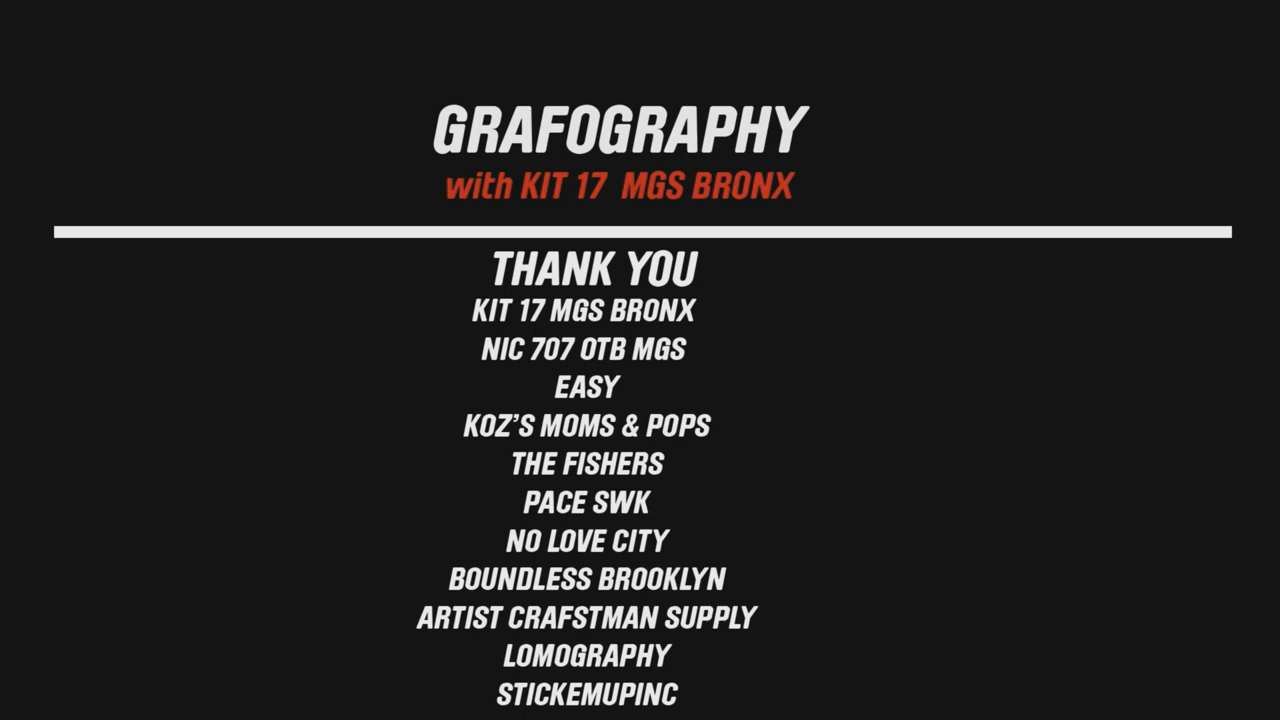 GRAFOGRAPHY
with KIT 17 MGS BRONX
THANK YOU
KIT 17 MGS BRONX
NIC 707 OTB MGS
EASY
KOZ'S MOMS & POPS
THE FISHERS
PACE SWK
NO LOVE CITY
BOUNDLESS BROOKLYN
ARTIST CRAFSTMAN SUPPLY
LOMOGRAPHY
STICKEMUPINC